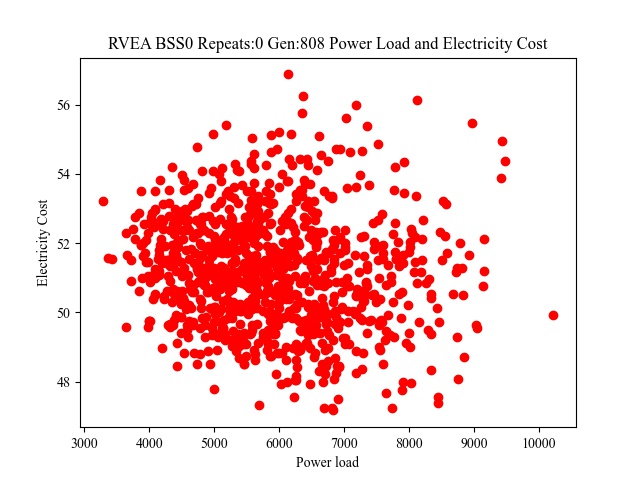 RVEA BSS0 Repeats:0 Gen:808 Power Load and Electricity Cost
56
54
52
50
48
Electricity Cost
3000 4000 5000 6000 7000 8000 9000 10000
Power load